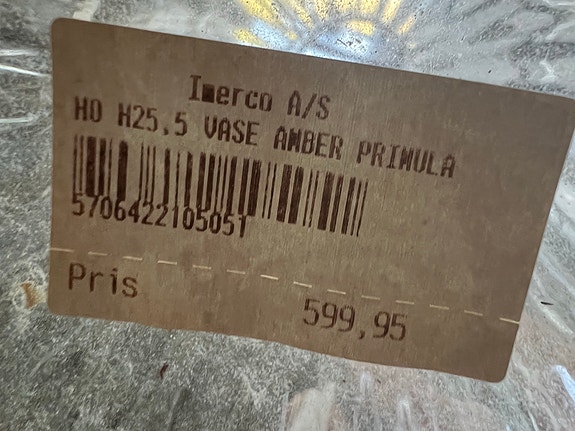 Imerco A/S
HO H25,5 VASE AMBER PRIMULA
5706422105051
Pris 599,95